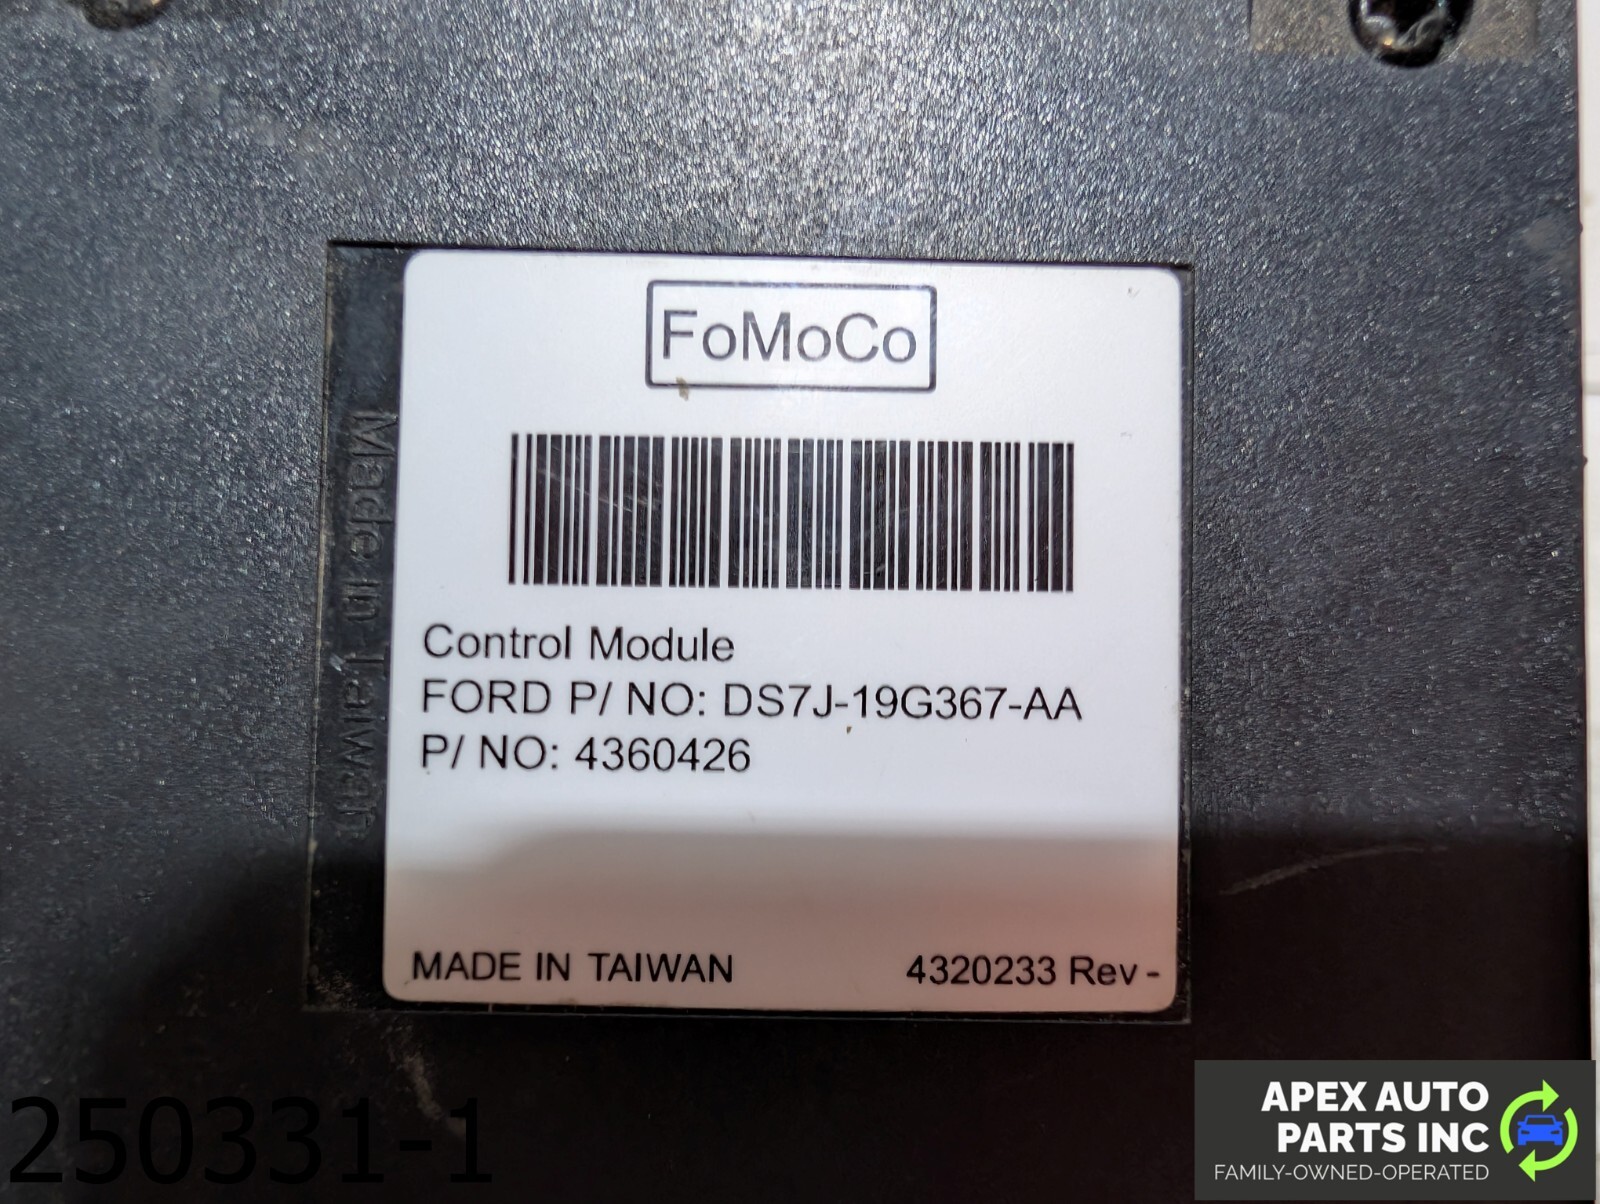 FoMoCo
Control Module
FORD P/ NO: DS7J-19G367-AA
P/ NO: 4360426
MADE IN TAIWAN 4320233 Rev -
Made in Taiwan
250331-1
APEX AUTO
PARTS INC
FAMILY-OWNED-OPERATED